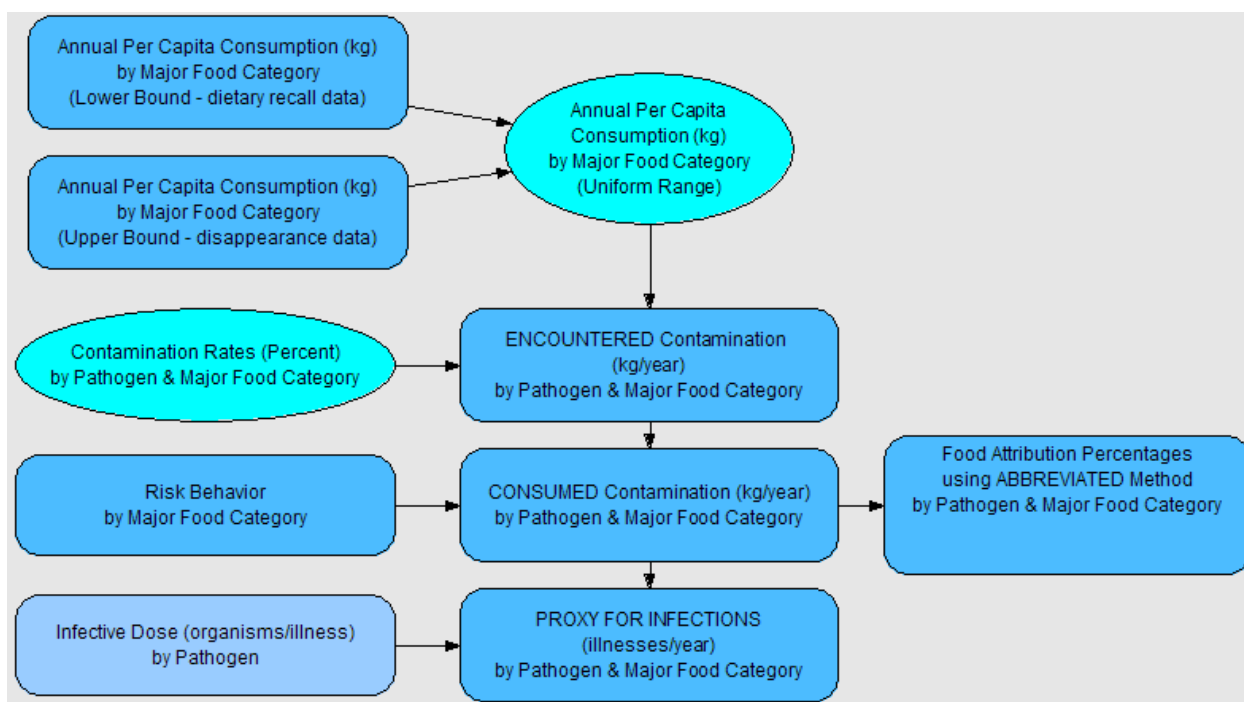 Annual Per Capita Consumption (kg)
by Major Food Category
(Lower Bound - dietary recall data)
Annual Per Capita
Consumption (kg)
by Major Food Category
(Uniform Range)
Annual Per Capita Consumption (kg)
by Major Food Category
(Upper Bound - disappearance data)
Contamination Rates (Percent)
by Pathogen & Major Food Category
ENCOUNTERED Contamination
(kg/year)
by Pathogen & Major Food Category
Risk Behavior
by Major Food Category
CONSUMED Contamination (kg/year)
by Pathogen & Major Food Category
Food Attribution Percentages
using ABBREVIATED Method
by Pathogen & Major Food Category
Infective Dose (organisms/illness)
by Pathogen
PROXY FOR INFECTIONS
(illnesses/year)
by Pathogen & Major Food Category